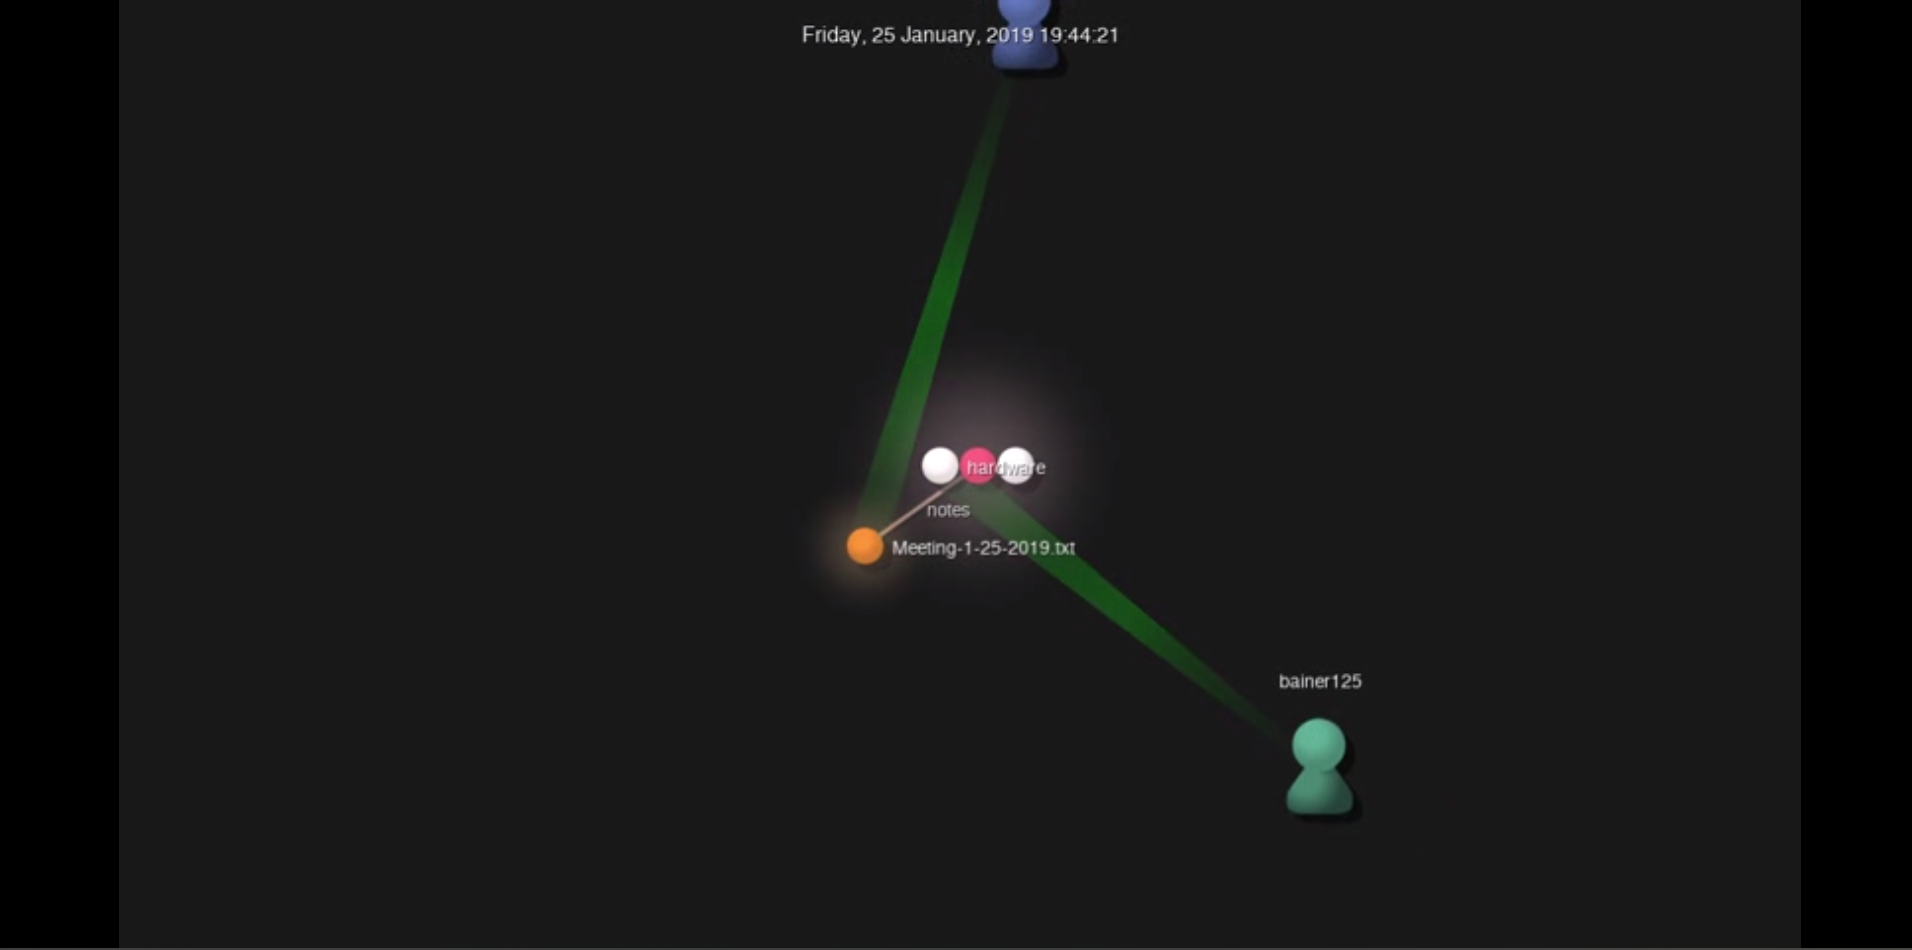 Friday, 25 January, 2019 19:44:21
hardware
notes
Meeting-1-25-2019.txt
bainer125